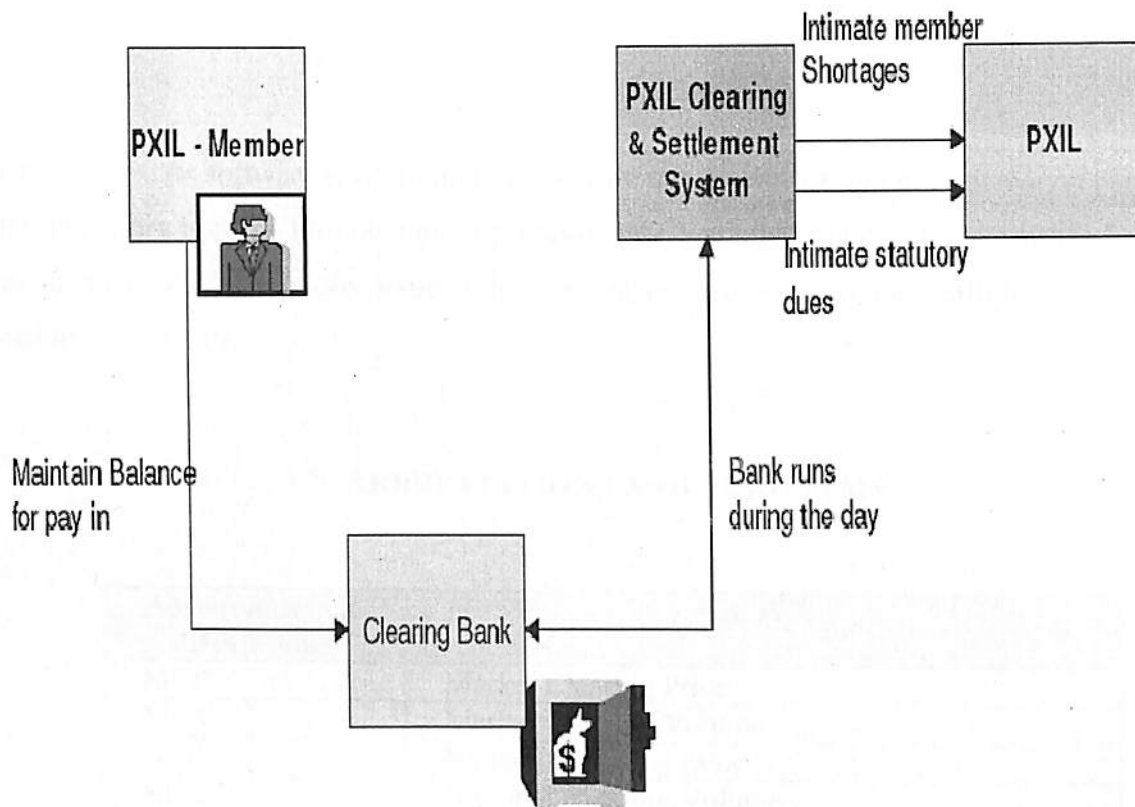 Intimate member
Shortages
PXIL Clearing
& Settlement
System
PXIL - Member
PXIL
Intimate statutory
dues
Maintain Balance
for pay in
Bank runs
during the day
Clearing Bank
$